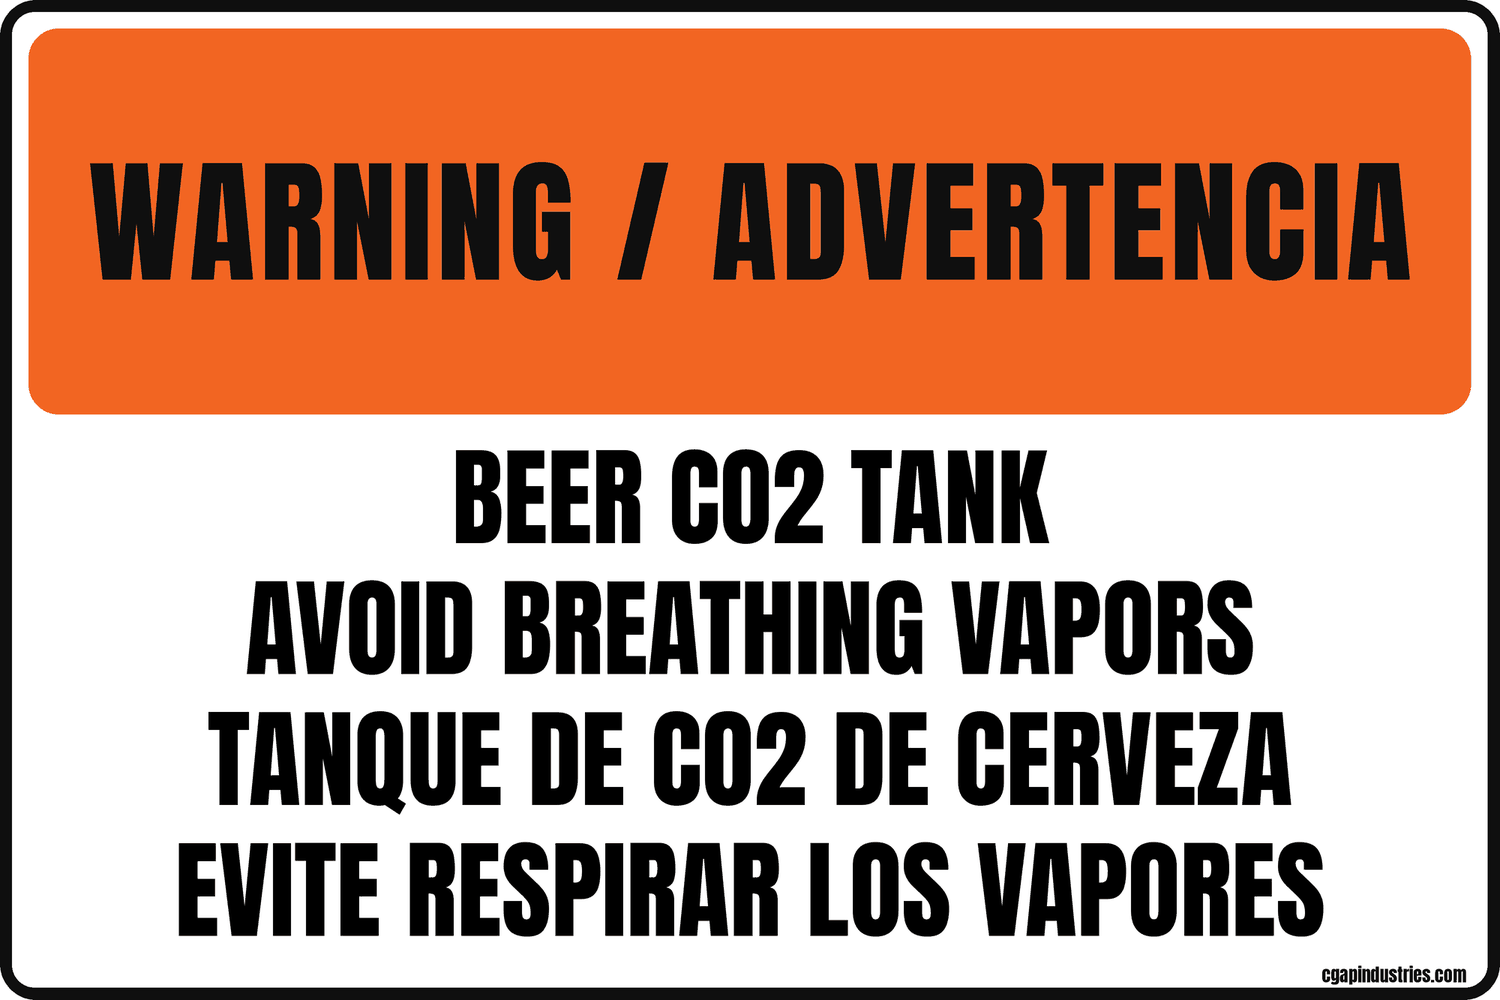 WARNING / ADVERTENCIA
BEER CO2 TANK
AVOID BREATHING VAPORS
TANQUE DE CO2 DE CERVEZA
EVITE RESPIRAR LOS VAPORES
cgapindustries.com